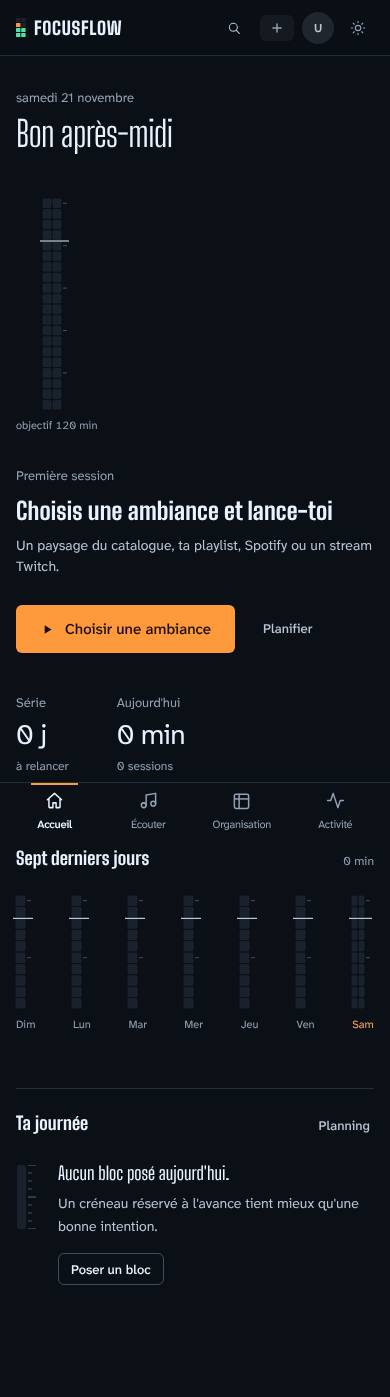 FOCUSFLOW
U
samedi 21 novembre
Bon après-midi
objectif 120 min
Première session
Choisis une ambiance et lance-toi
Un paysage du catalogue, ta playlist, Spotify ou un stream
Twitch.
Choisir une ambiance
Planifier
Série
Aujourd'hui
0 j
0 min
à relancer
0 sessions
Accueil
Écouter
Organisation
Activité
Sept derniers jours
0 min
Dim
Lun
Mar
Mer
Jeu
Ven
Sam
Ta journée
Planning
Aucun bloc posé aujourd'hui.
Un créneau réservé à l'avance tient mieux qu'une
bonne intention.
Poser un bloc